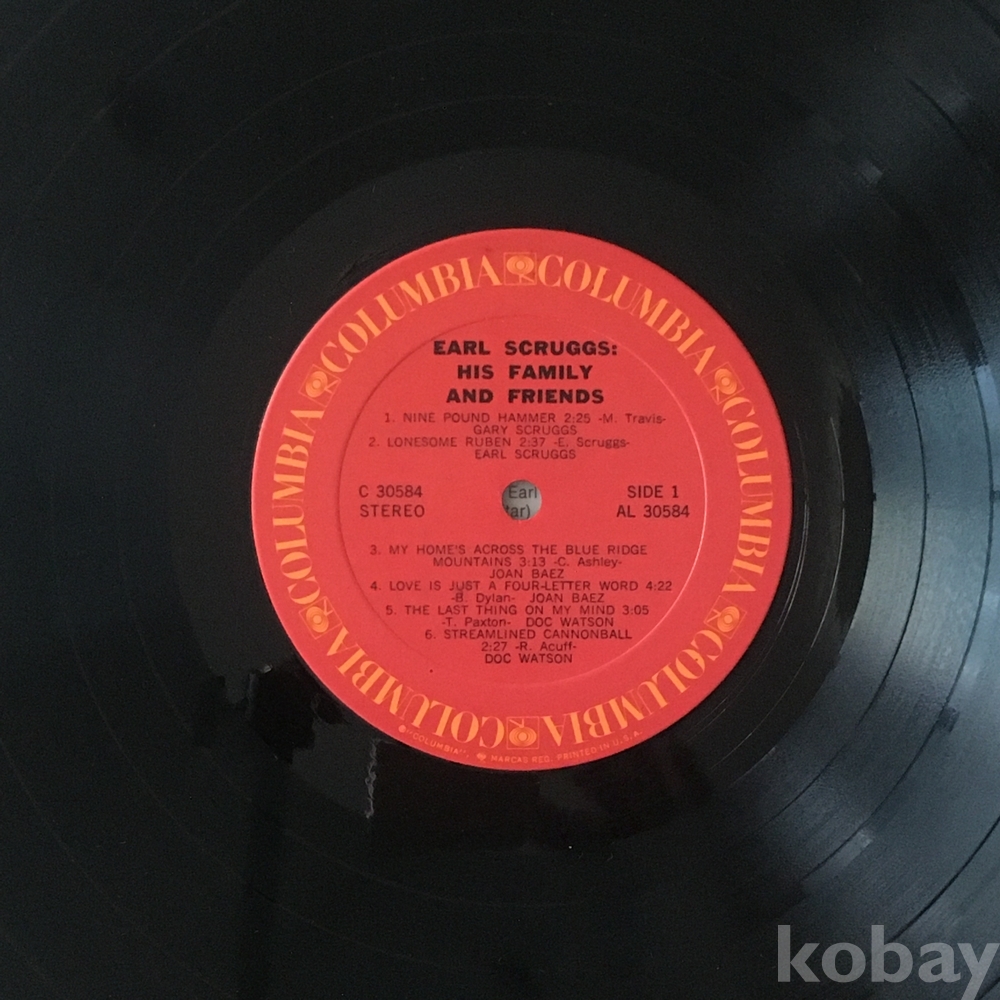 COLUMBIA COLUMBIA COLUMBIA COLUMBIA COLUMBIA COLUMBIA
EARL SCRUGGS:
HIS FAMILY
AND FRIENDS
1. NINE POUND HAMMER 2:25 -M. Travis-
GARY SCRUGGS
2. LONESOME RUBEN 2:37 -E. Scruggs-
EARL SCRUGGS
C 30584
STEREO
Earl
tar)
SIDE 1
AL 30584
3. MY HOME'S ACROSS THE BLUE RIDGE
MOUNTAINS 3:13 -C. Ashley-
JOAN BAEZ
4. LOVE IS JUST A FOUR-LETTER WORD 4:22
-B. Dylan- JOAN BAEZ
5. THE LAST THING ON MY MIND 3:05
-T. Paxton- DOC WATSON
6. STREAMLINED CANNONBALL
2:27 -R. Acuff-
DOC WATSON
®"COLUMBIA", MARCAS REG. PRINTED IN U.S.A.
kobay